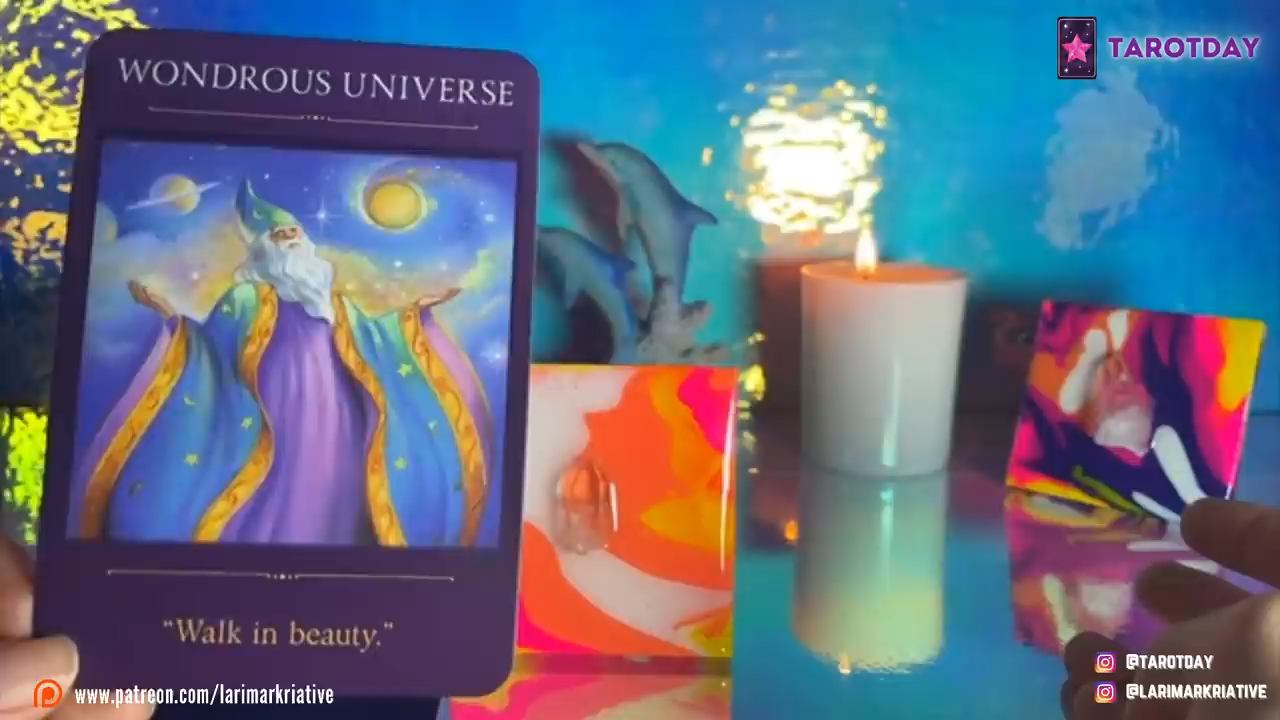 WONDROUS UNIVERSE
"Walk in beauty."
TAROTDAY
www.patreon.com/larimarkriative
@TAROTDAY
@LARIMARKRIATIVE